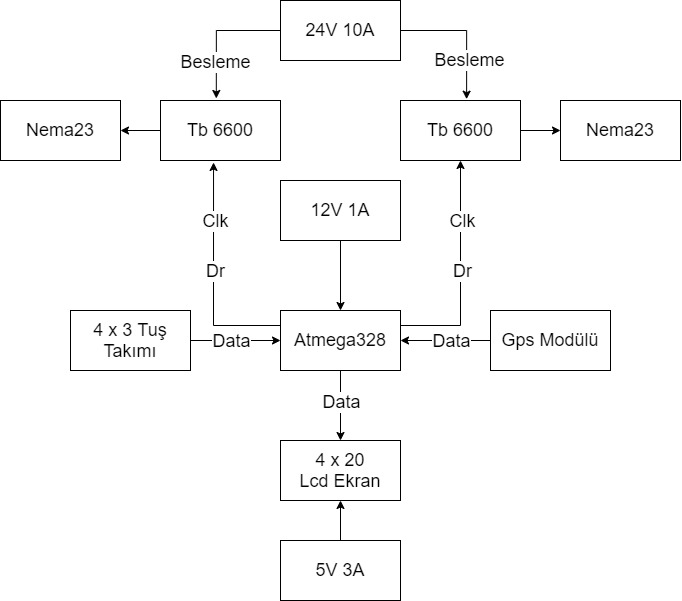 24V 10A
Besleme
Besleme
Nema23
Tb 6600
Tb 6600
Nema23
12V 1A
Clk
Clk
Dr
Dr
4 x 3 Tuş
Takımı
Data
Atmega328
Data
Gps Modülü
Data
4 x 20
Lcd Ekran
5V 3A